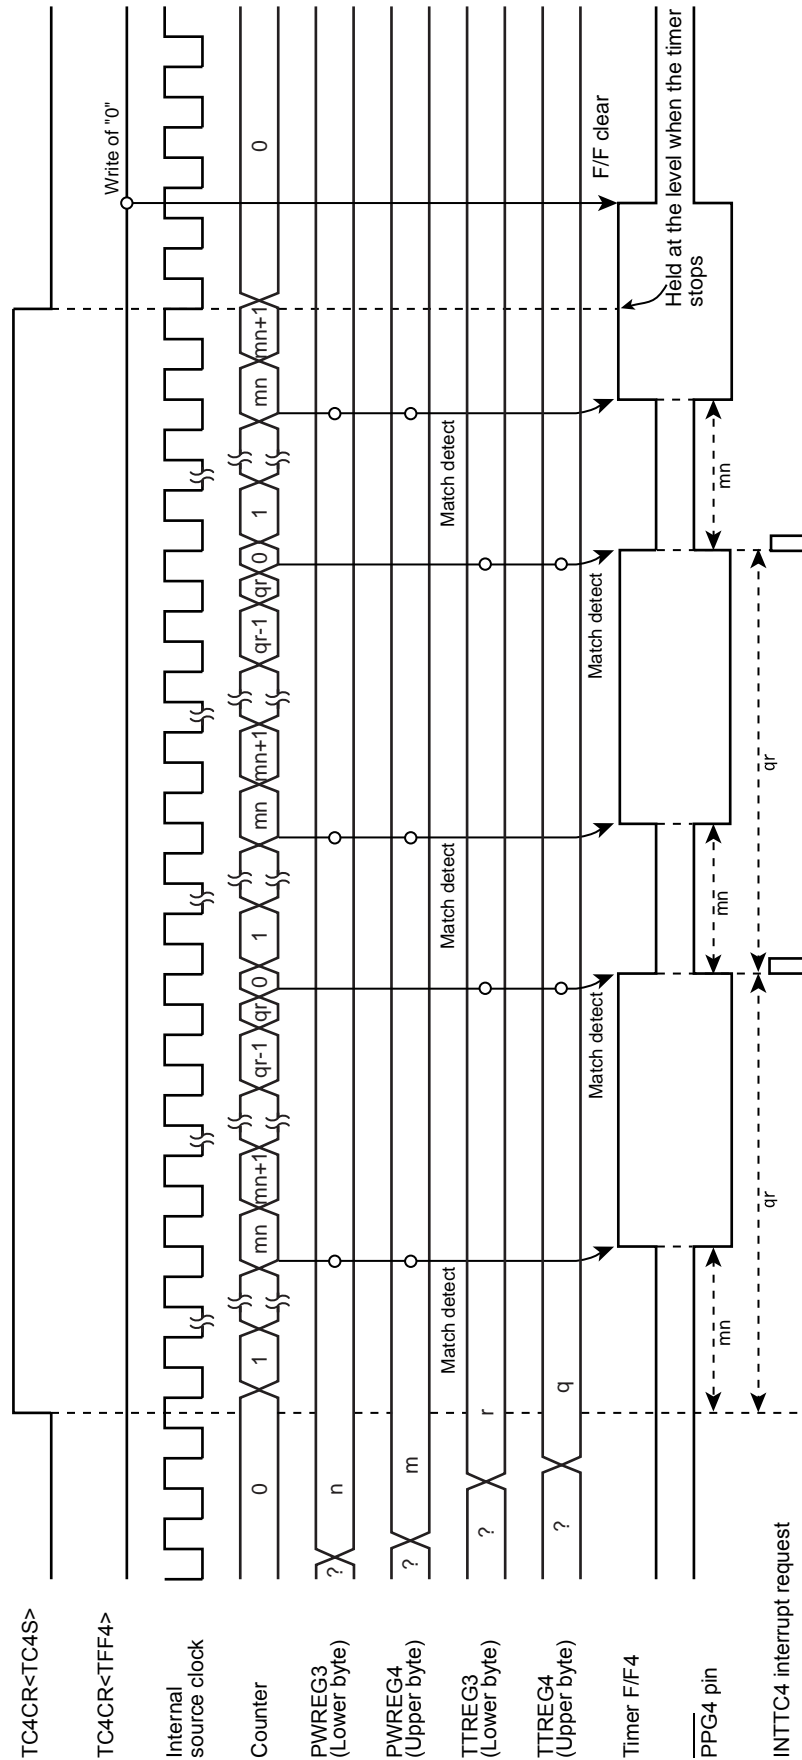 TC4CR<TC4S>
Write of "0"
TC4CR<TFF4>
Internal
source clock
Counter 0 1 mn mn+1 qr-1 qr 0 1 mn mn+1 qr-1 qr 0 1 mn mn+1 0
PWREG3
(Lower byte) ? n
PWREG4
(Upper byte) ? m
Match detect Match detect Match detect
TTREG3
(Lower byte) ? r
TTREG4
(Upper byte) ? q
Match detect Match detect F/F clear
Timer F/F4
Held at the level when the timer
stops
PPG4 pin
mn mn mn
qr qr
INTTC4 interrupt request